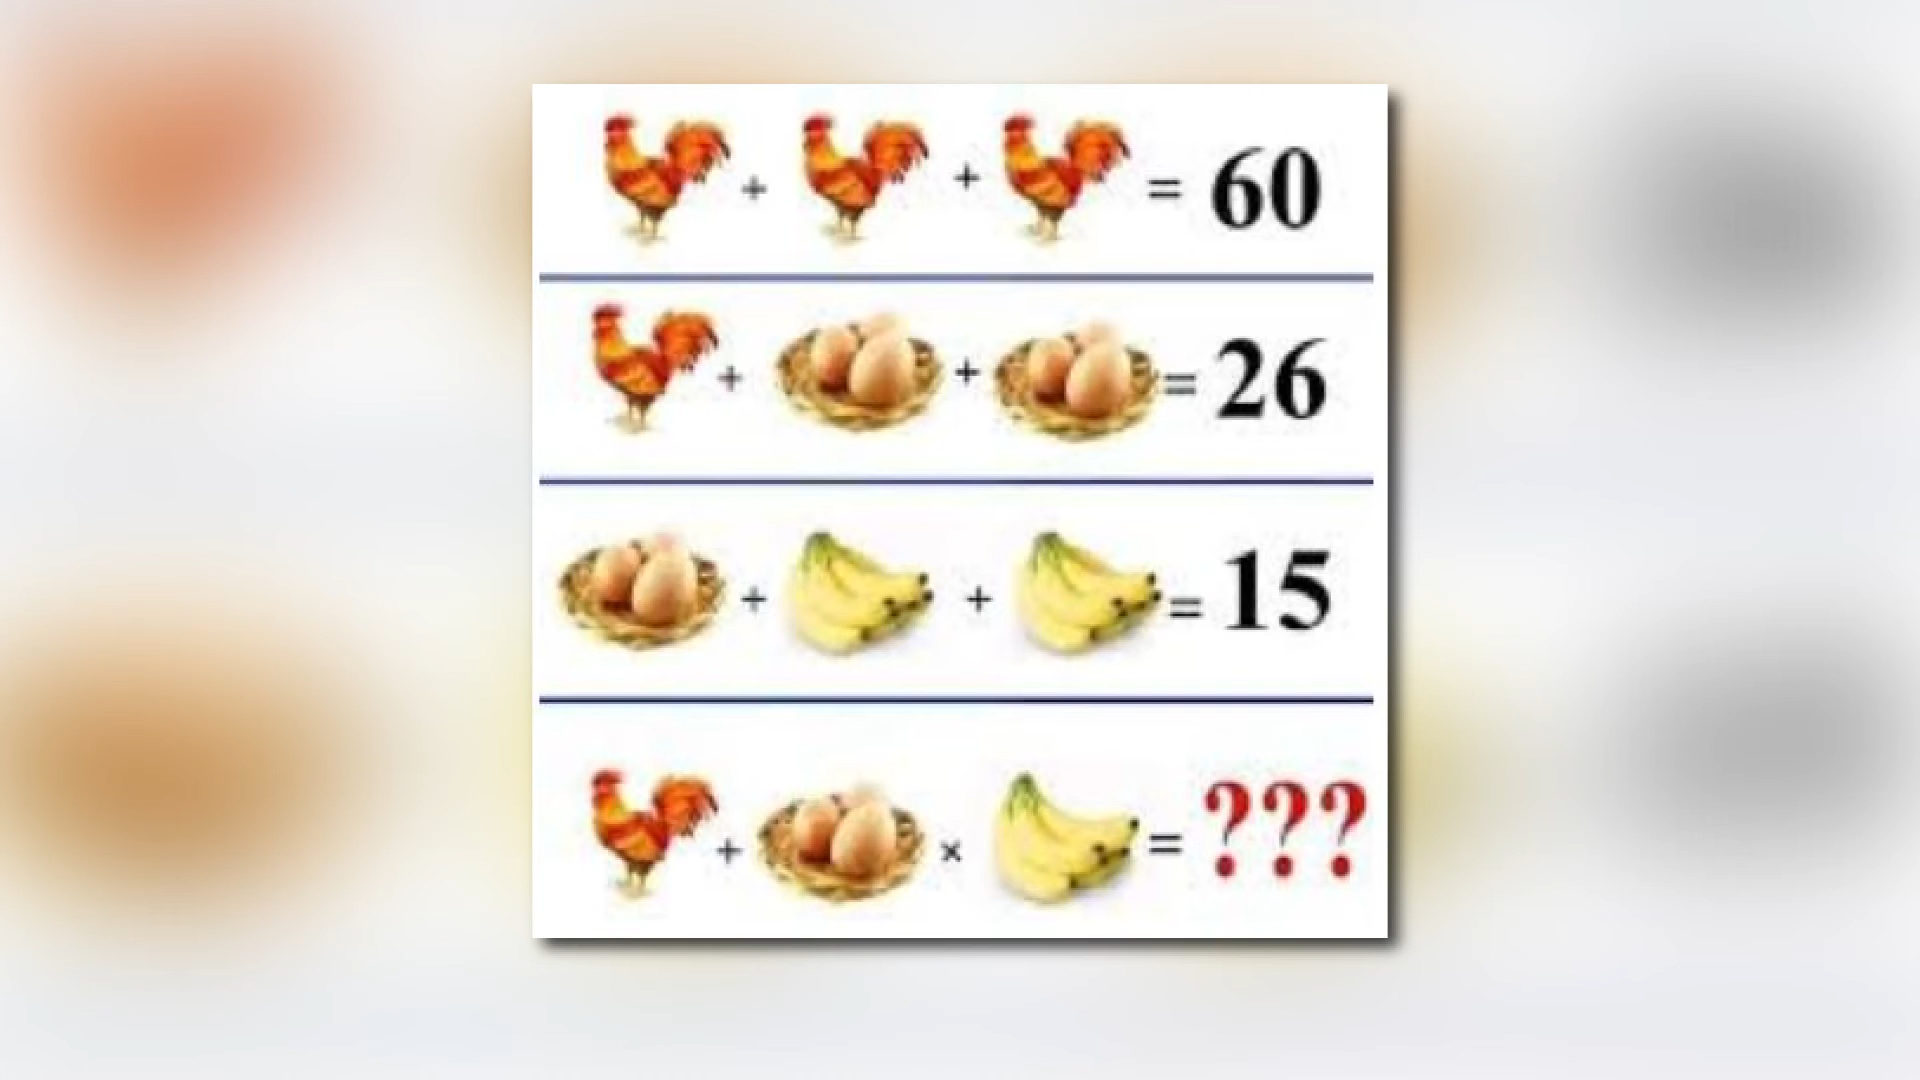 + + = 60
+ + = 26
+ + = 15
+ × = ???